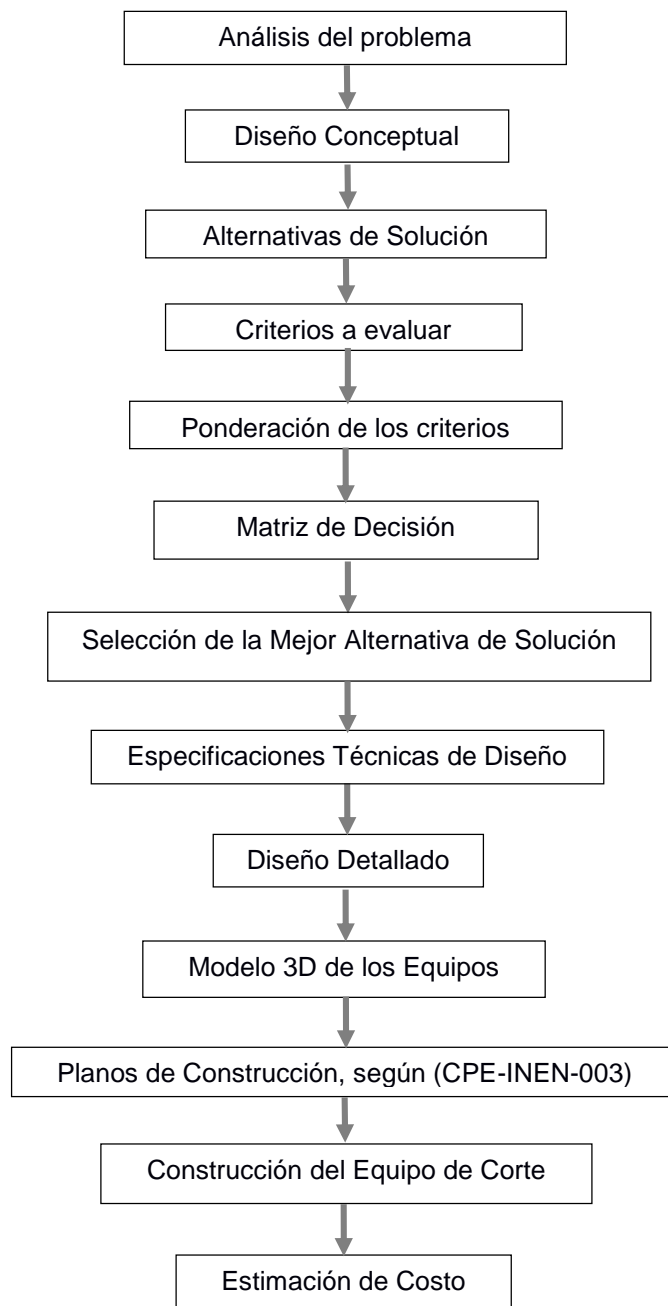 Análisis del problema
Diseño Conceptual
Alternativas de Solución
Criterios a evaluar
Ponderación de los criterios
Matriz de Decisión
Selección de la Mejor Alternativa de Solución
Especificaciones Técnicas de Diseño
Diseño Detallado
Modelo 3D de los Equipos
Planos de Construcción, según (CPE-INEN-003)
Construcción del Equipo de Corte
Estimación de Costo